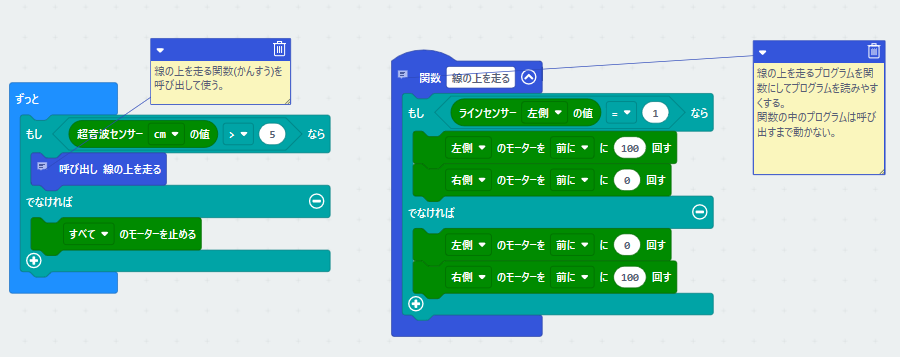 線の上を走る関数(かんすう)を
呼び出して使う。
ずっと
もし 超音波センサー cm の値 > 5 なら
呼び出し 線の上を走る
でなければ
すべて のモーターを止める
関数 線の上を走る
もし ラインセンサー 左側 の値 = 1 なら
左側 のモーターを 前に に 100 回す
右側 のモーターを 前に に 0 回す
でなければ
左側 のモーターを 前に に 0 回す
右側 のモーターを 前に に 100 回す
線の上を走るプログラムを関
数にしてプログラムを読みやす
くする。
関数の中のプログラムは呼び
出すまで動かない。